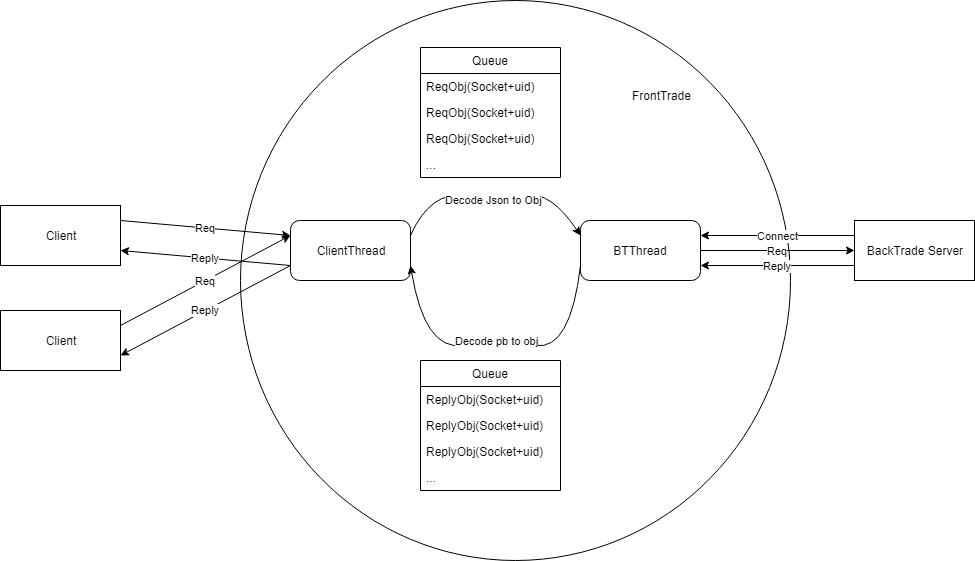 Queue
ReqObj(Socket+uid)
ReqObj(Socket+uid)
ReqObj(Socket+uid)
...
FrontTrade
Decode Json to Obj
Client
Req
Reply
ClientThread
BTThread
Connect
Req
Reply
BackTrade Server
Req
Reply
Client
Decode pb to obj
Queue
ReplyObj(Socket+uid)
ReplyObj(Socket+uid)
ReplyObj(Socket+uid)
...